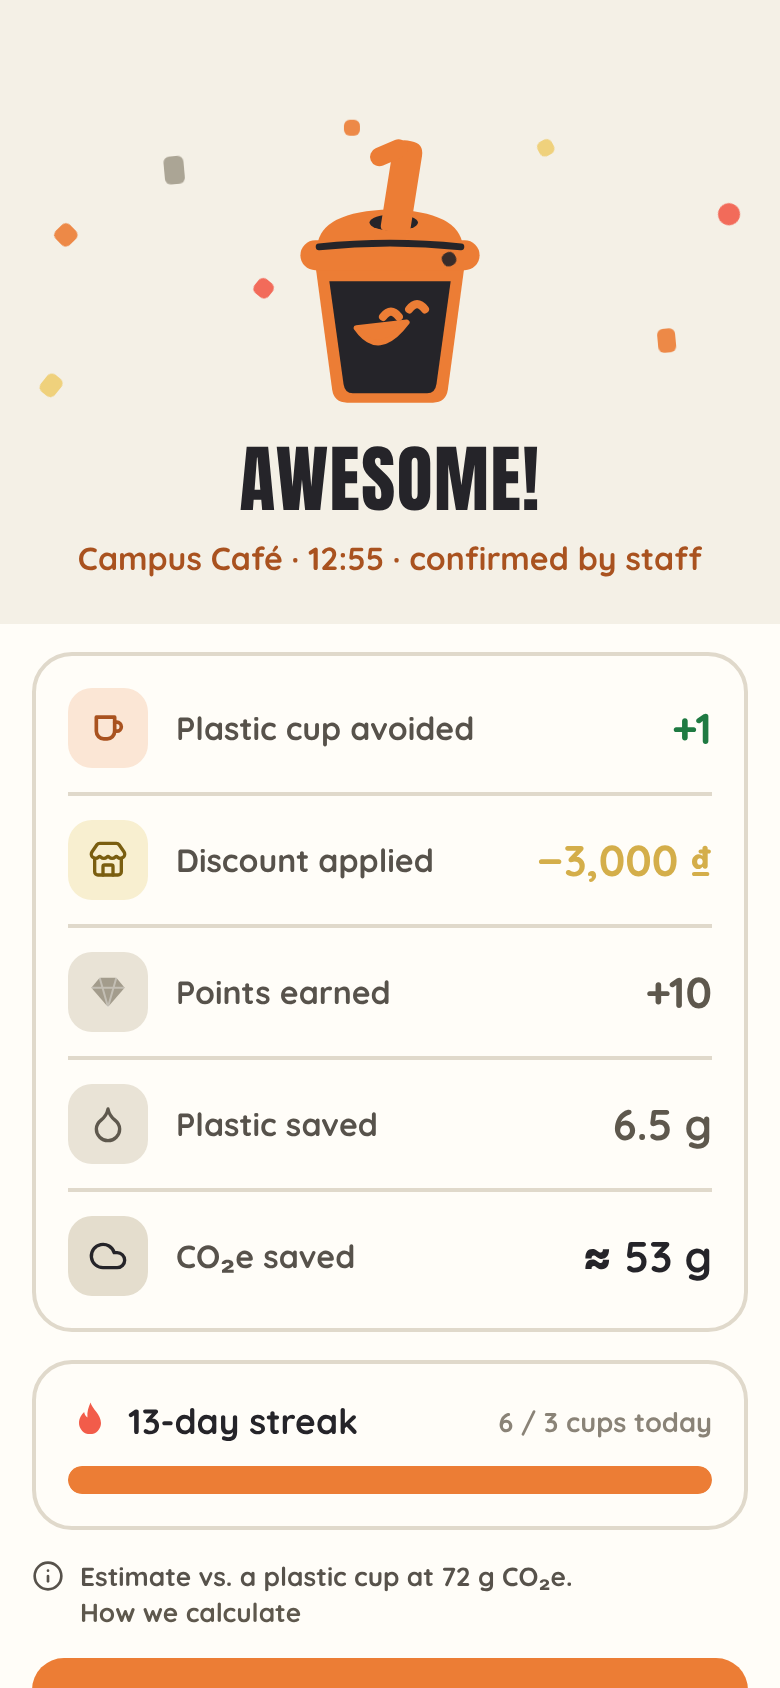 1
AWESOME!
Campus Café · 12:55 · confirmed by staff
Plastic cup avoided +1
Discount applied −3,000 ₫
Points earned +10
Plastic saved 6.5 g
CO₂e saved ≈ 53 g
13-day streak 6 / 3 cups today
Estimate vs. a plastic cup at 72 g CO₂e.
How we calculate